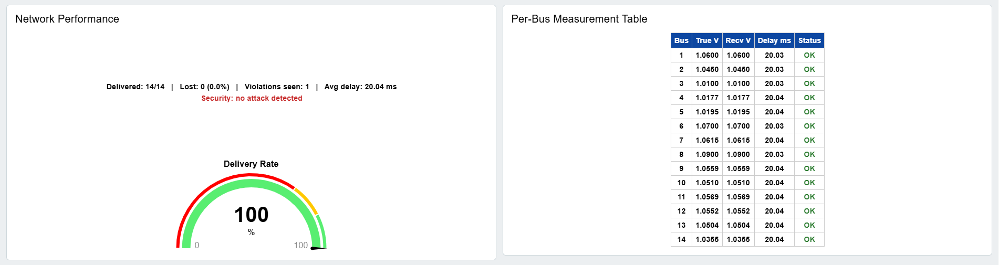 Network Performance
Delivered: 14/14 | Lost: 0 (0.0%) | Violations seen: 1 | Avg delay: 20.04 ms
Security: no attack detected
Delivery Rate
100
%
0 100
Per-Bus Measurement Table
Bus True V Recv V Delay ms Status
1 1.0600 1.0600 20.03 OK
2 1.0450 1.0450 20.03 OK
3 1.0100 1.0100 20.03 OK
4 1.0177 1.0177 20.04 OK
5 1.0195 1.0195 20.04 OK
6 1.0700 1.0700 20.03 OK
7 1.0615 1.0615 20.04 OK
8 1.0900 1.0900 20.03 OK
9 1.0559 1.0559 20.04 OK
10 1.0510 1.0510 20.04 OK
11 1.0569 1.0569 20.04 OK
12 1.0552 1.0552 20.04 OK
13 1.0504 1.0504 20.04 OK
14 1.0355 1.0355 20.04 OK